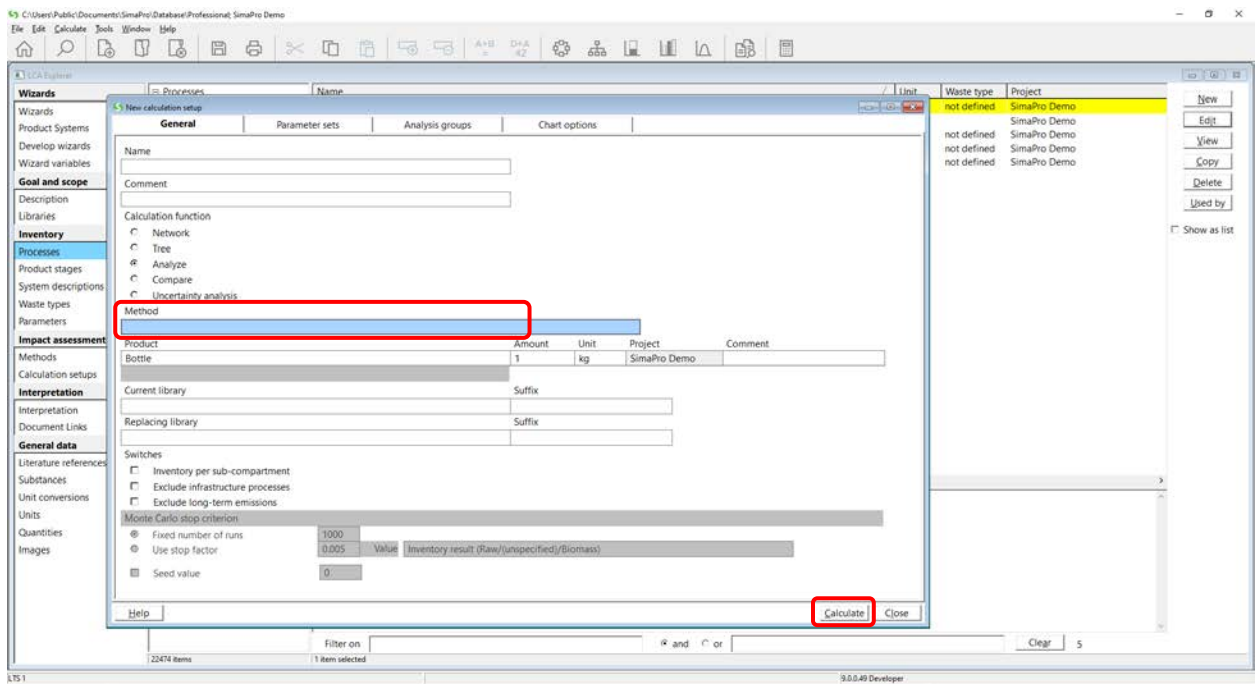 C:\Users\Public\Documents\SimaPro\Database\Professional; SimaPro Demo
File Edit Calculate Tools Window Help
LCA Explorer
Wizards
Wizards
Product Systems
Develop wizards
Wizard variables
Goal and scope
Description
Libraries
Inventory
Processes
Product stages
System descriptions
Waste types
Parameters
Impact assessment
Methods
Calculation setups
Interpretation
Interpretation
Document Links
General data
Literature references
Substances
Unit conversions
Units
Quantities
Images
Processes
Name
Unit
Waste type
Project
not defined SimaPro Demo
SimaPro Demo
not defined SimaPro Demo
not defined SimaPro Demo
not defined SimaPro Demo
New
Edit
View
Copy
Delete
Used by
Show as list
New calculation setup
General Parameter sets Analysis groups Chart options
Name
Comment
Calculation function
Network
Tree
Analyze
Compare
Uncertainty analysis
Method
Product Amount Unit Project Comment
Bottle 1 kg SimaPro Demo
Current library Suffix
Replacing library Suffix
Switches
Inventory per sub-compartment
Exclude infrastructure processes
Exclude long-term emissions
Monte Carlo stop criterion
Fixed number of runs 1000
Use stop factor 0.005 Value Inventory result (Raw/(unspecified)/Biomass)
Seed value 0
Help Calculate Close
Filter on and or Clear 5
22474 items 1 item selected
LTS 1 9.0.0.49 Developer